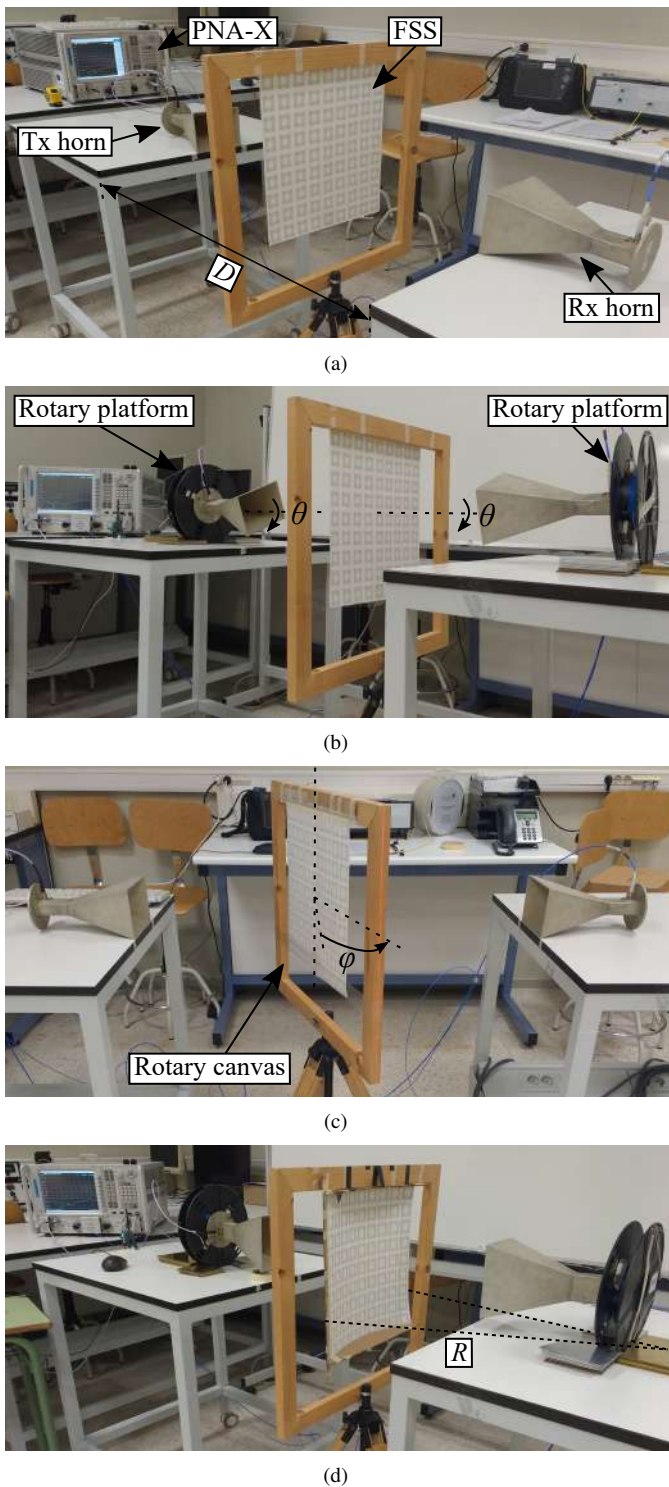 PNA-X
FSS
Tx horn
D
Rx horn
(a)
Rotary platform
Rotary platform
θ
θ
(b)
φ
Rotary canvas
(c)
R
(d)